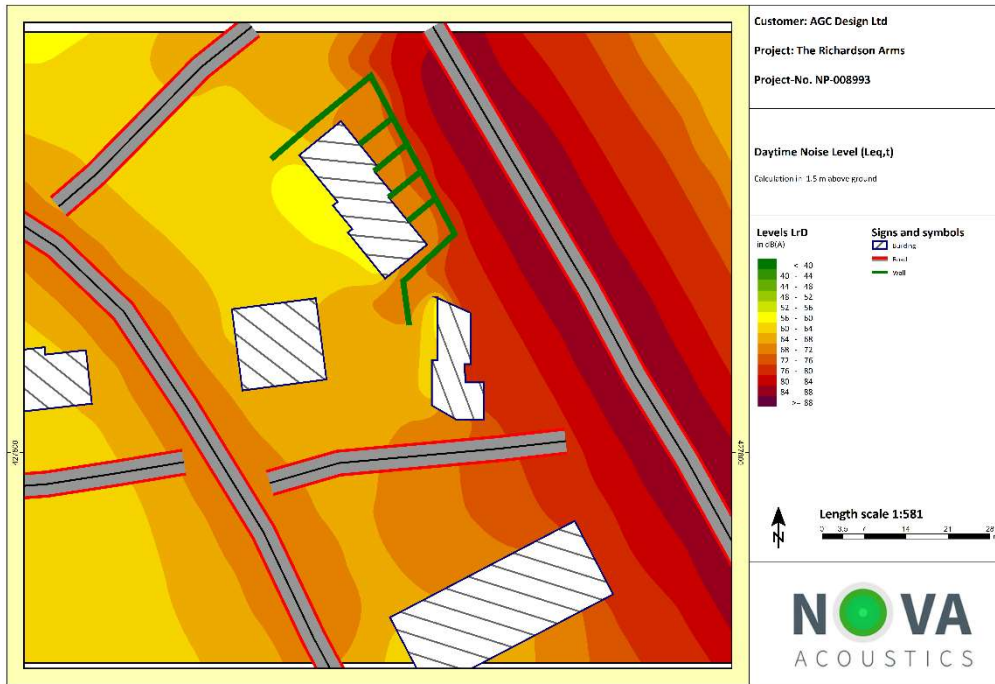 Customer: AGC Design Ltd
Project: The Richardson Arms
Project-No. NP-008993
Daytime Noise Level (Leq,t)
Calculation in 1.5 m above ground
Levels LrD
in dB(A)
< 40
40 - 44
44 - 48
48 - 52
52 - 56
56 - 60
60 - 64
64 - 68
68 - 72
72 - 76
76 - 80
80 84
84 88
>= 88
Signs and symbols
Building
Road
Wall
427800
427800
N
Length scale 1:581
0 3.5 7 14 21 28
NOVA
ACOUSTICS